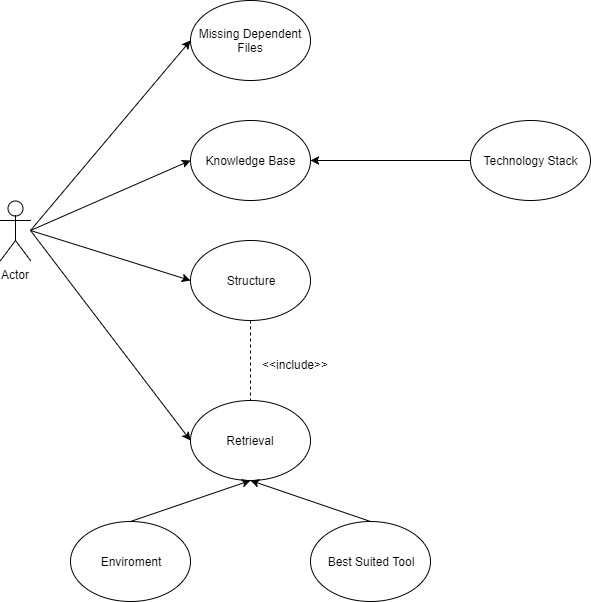 Missing Dependent
Files
Knowledge Base
Technology Stack
Actor
Structure
<<include>>
Retrieval
Enviroment
Best Suited Tool